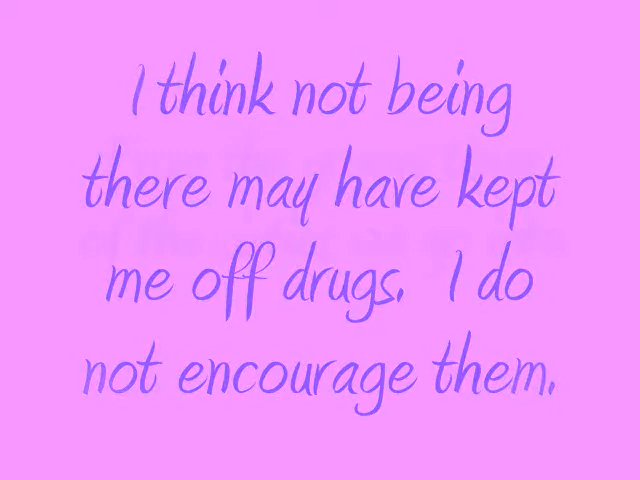 I think not being
there may have kept
me off drugs. I do
not encourage them.